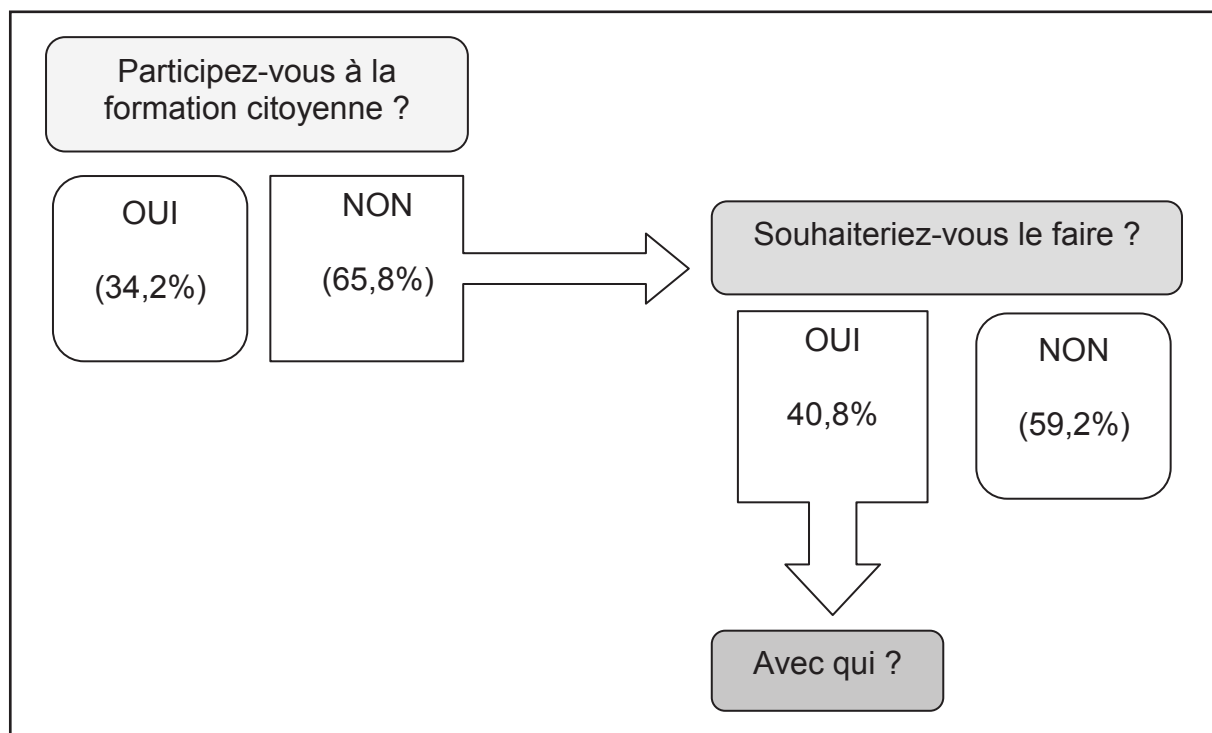 Participez-vous à la
formation citoyenne ?
OUI
(34,2%)
NON
(65,8%)
Souhaiteriez-vous le faire ?
OUI
40,8%
NON
(59,2%)
Avec qui ?